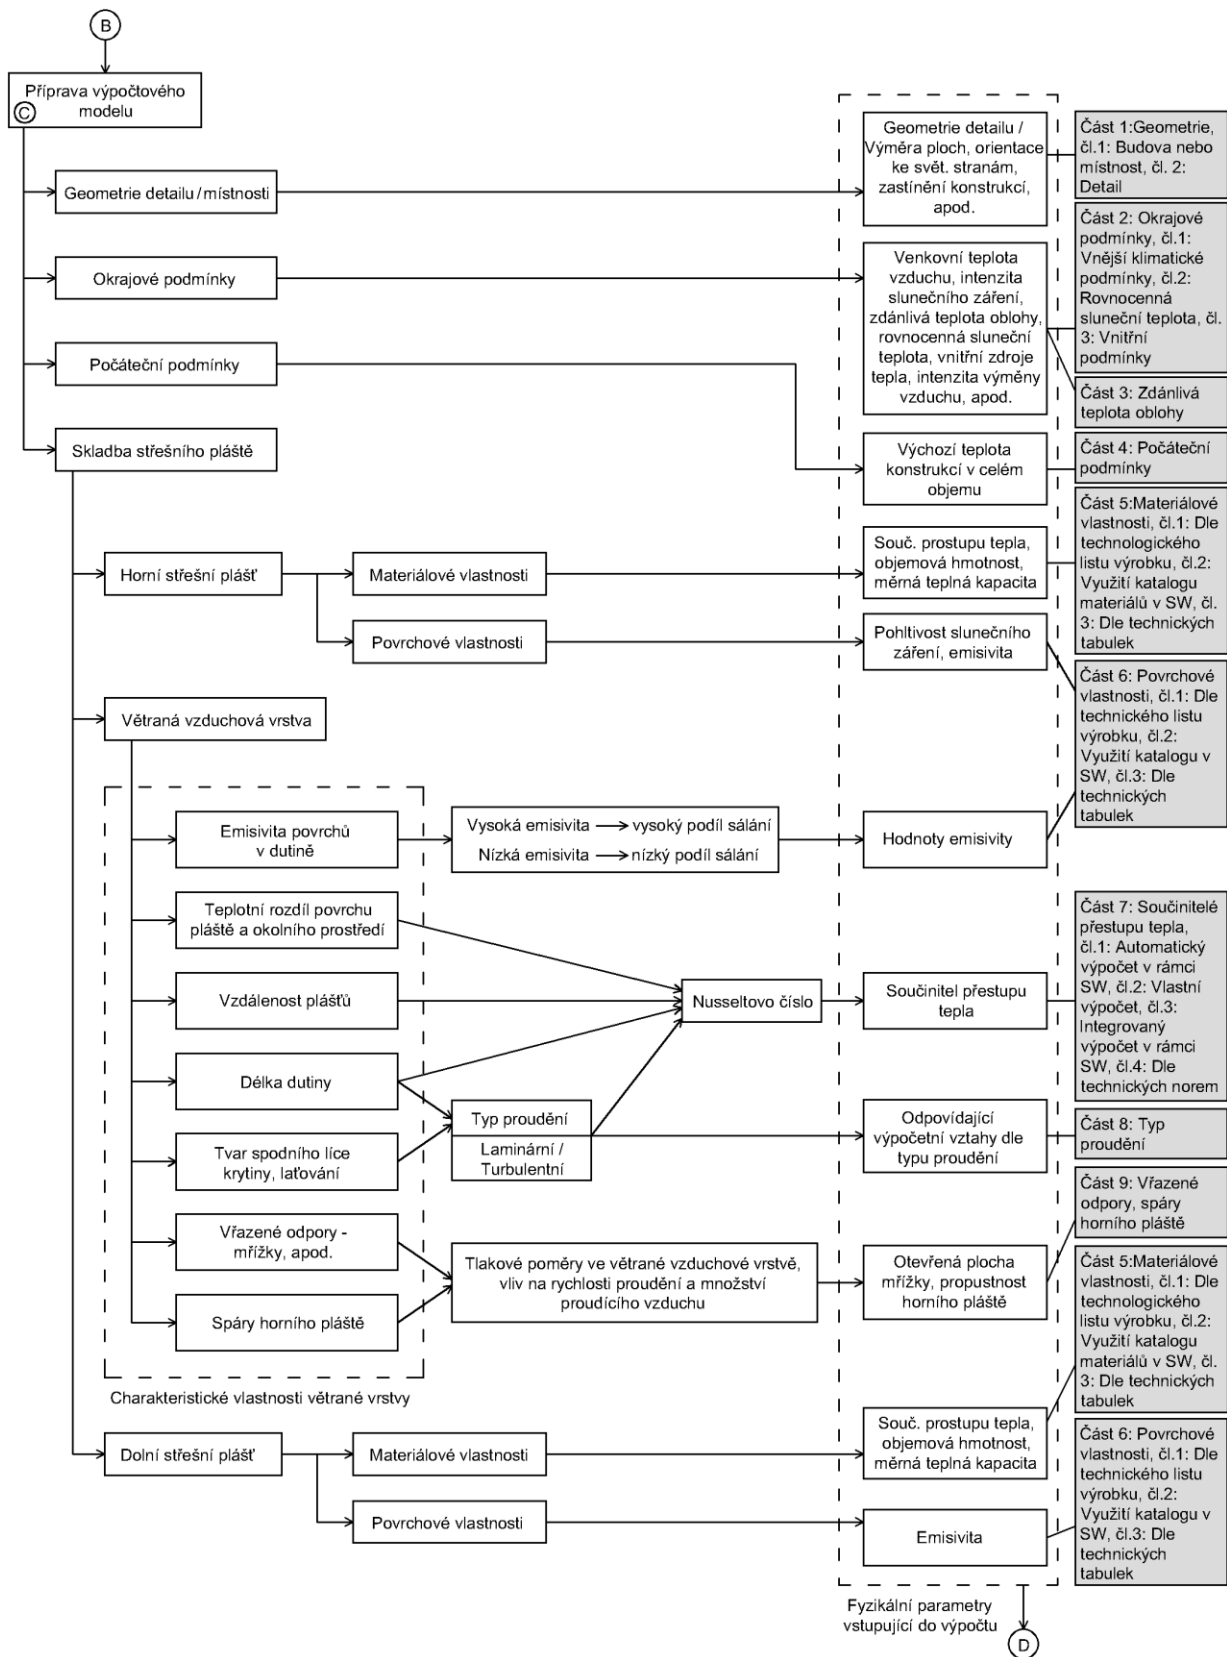 B
Příprava výpočtového
modelu
C
Geometrie detailu / místnosti
Geometrie detailu /
Výměra ploch, orientace
ke svět. stranám,
zastínění konstrukcí,
apod.
Část 1:Geometrie,
čl.1: Budova nebo
místnost, čl. 2:
Detail
Okrajové podmínky
Venkovní teplota
vzduchu, intenzita
slunečního záření,
zdánlivá teplota oblohy,
rovnocenná sluneční
teplota, vnitřní zdroje
tepla, intenzita výměny
vzduchu, apod.
Část 2: Okrajové
podmínky, čl.1:
Vnější klimatické
podmínky, čl.2:
Rovnocenná
sluneční teplota, čl.
3: Vnitřní
podmínky
Část 3: Zdánlivá
teplota oblohy
Počáteční podmínky
Výchozí teplota
konstrukcí v celém
objemu
Část 4: Počáteční
podmínky
Skladba střešního pláště
Horní střešní plášť
Materiálové vlastnosti
Souč. prostupu tepla,
objemová hmotnost,
měrná teplná kapacita
Část 5:Materiálové
vlastnosti, čl.1: Dle
technologického
listu výrobku, čl.2:
Využití katalogu
materiálů v SW, čl.
3: Dle technických
tabulek
Povrchové vlastnosti
Pohltivost slunečního
záření, emisivita
Část 6: Povrchové
vlastnosti, čl.1: Dle
technického listu
výrobku, čl.2:
Využití katalogu v
SW, čl.3: Dle
technických
tabulek
Větraná vzduchová vrstva
Emisivita povrchů
v dutině
Vysoká emisivita vysoký podíl sálání
Nízká emisivita nízký podíl sálání
Hodnoty emisivity
Teplotní rozdíl povrchu
pláště a okolního prostředí
Vzdálenost plášťů
Nusseltovo číslo
Součinitel přestupu
tepla
Část 7: Součinitelé
přestupu tepla,
čl.1: Automatický
výpočet v rámci
SW, čl.2: Vlastní
výpočet, čl.3:
Integrovaný
výpočet v rámci
SW, čl.4: Dle
technických norem
Délka dutiny
Typ proudění
Laminární /
Turbulentní
Odpovídající
výpočetní vztahy dle
typu proudění
Část 8: Typ
proudění
Tvar spodního líce
krytiny, laťování
Vřazené odpory -
mřížky, apod.
Tlakové poměry ve větrané vzduchové vrstvě,
vliv na rychlosti proudění a množství
proudícího vzduchu
Otevřená plocha
mřížky, propustnost
horního pláště
Část 9: Vřazené
odpory, spáry
horního pláště
Spáry horního pláště
Charakteristické vlastnosti větrané vrstvy
Dolní střešní plášť
Materiálové vlastnosti
Souč. prostupu tepla,
objemová hmotnost,
měrná teplná kapacita
Část 5:Materiálové
vlastnosti, čl.1: Dle
technologického
listu výrobku, čl.2:
Využití katalogu
materiálů v SW, čl.
3: Dle technických
tabulek
Povrchové vlastnosti
Emisivita
Část 6: Povrchové
vlastnosti, čl.1: Dle
technického listu
výrobku, čl.2:
Využití katalogu v
SW, čl.3: Dle
technických
tabulek
Fyzikální parametry
vstupující do výpočtu
D